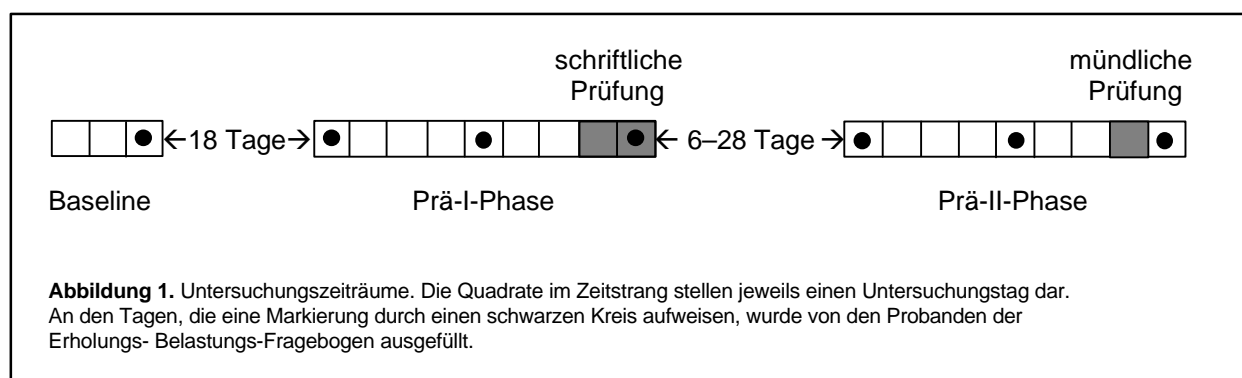 schriftliche
Prüfung
mündliche
Prüfung
←18 Tage→
← 6–28 Tage →
Baseline
Prä-I-Phase
Prä-II-Phase
Abbildung 1. Untersuchungszeiträume. Die Quadrate im Zeitstrang stellen jeweils einen Untersuchungstag dar.
An den Tagen, die eine Markierung durch einen schwarzen Kreis aufweisen, wurde von den Probanden der
Erholungs- Belastungs-Fragebogen ausgefüllt.